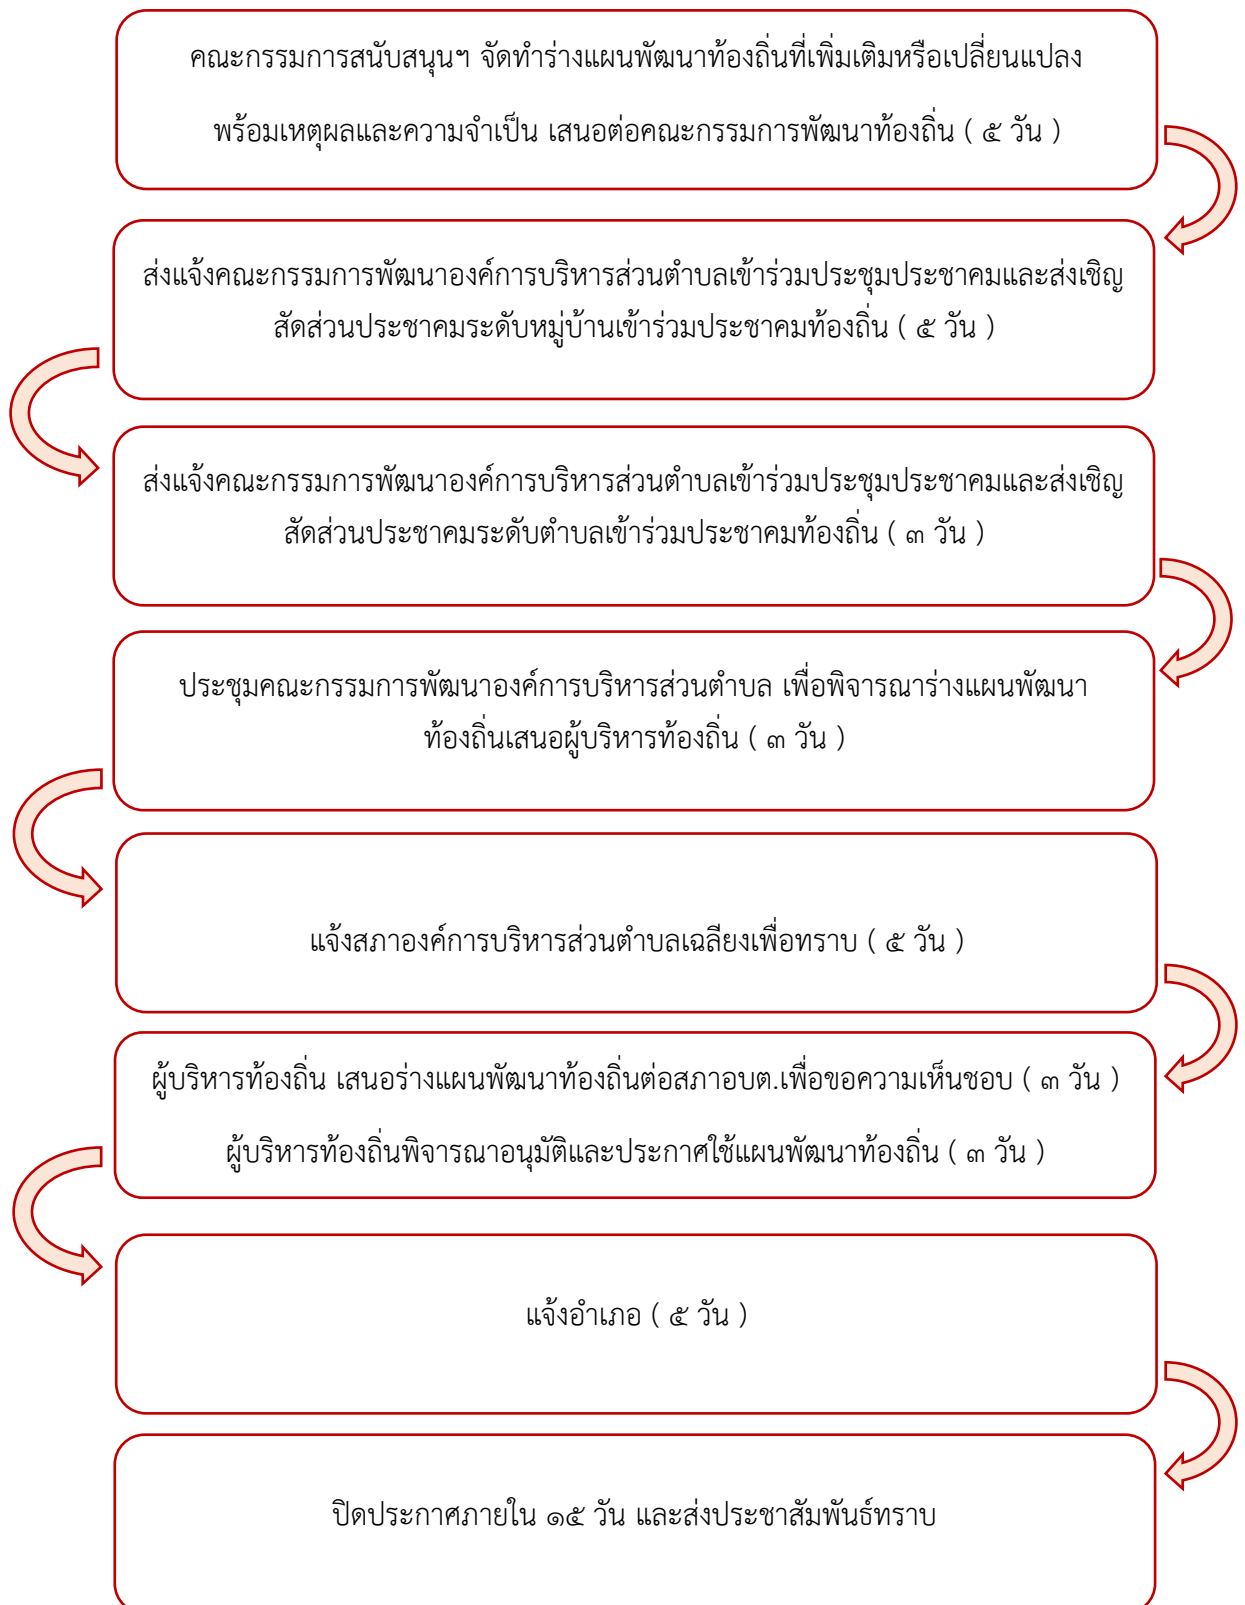 คณะกรรมการสนับสนุนฯ จัดทำร่างแผนพัฒนาท้องถิ่นที่เพิ่มเติมหรือเปลี่ยนแปลง
พร้อมเหตุผลและความจำเป็น เสนอต่อคณะกรรมการพัฒนาท้องถิ่น ( ๕ วัน )
ส่งแจ้งคณะกรรมการพัฒนาองค์การบริหารส่วนตำบลเข้าร่วมประชุมประชาคมและส่งเชิญ
สัดส่วนประชาคมระดับหมู่บ้านเข้าร่วมประชาคมท้องถิ่น ( ๕ วัน )
ส่งแจ้งคณะกรรมการพัฒนาองค์การบริหารส่วนตำบลเข้าร่วมประชุมประชาคมและส่งเชิญ
สัดส่วนประชาคมระดับตำบลเข้าร่วมประชาคมท้องถิ่น ( ๓ วัน )
ประชุมคณะกรรมการพัฒนาองค์การบริหารส่วนตำบล เพื่อพิจารณาร่างแผนพัฒนา
ท้องถิ่นเสนอผู้บริหารท้องถิ่น ( ๓ วัน )
แจ้งสภาองค์การบริหารส่วนตำบลเฉลียงเพื่อทราบ ( ๕ วัน )
ผู้บริหารท้องถิ่น เสนอร่างแผนพัฒนาท้องถิ่นต่อสภาอบต.เพื่อขอความเห็นชอบ ( ๓ วัน )
ผู้บริหารท้องถิ่นพิจารณาอนุมัติและประกาศใช้แผนพัฒนาท้องถิ่น ( ๓ วัน )
แจ้งอำเภอ ( ๕ วัน )
ปิดประกาศภายใน ๑๕ วัน และส่งประชาสัมพันธ์ทราบ